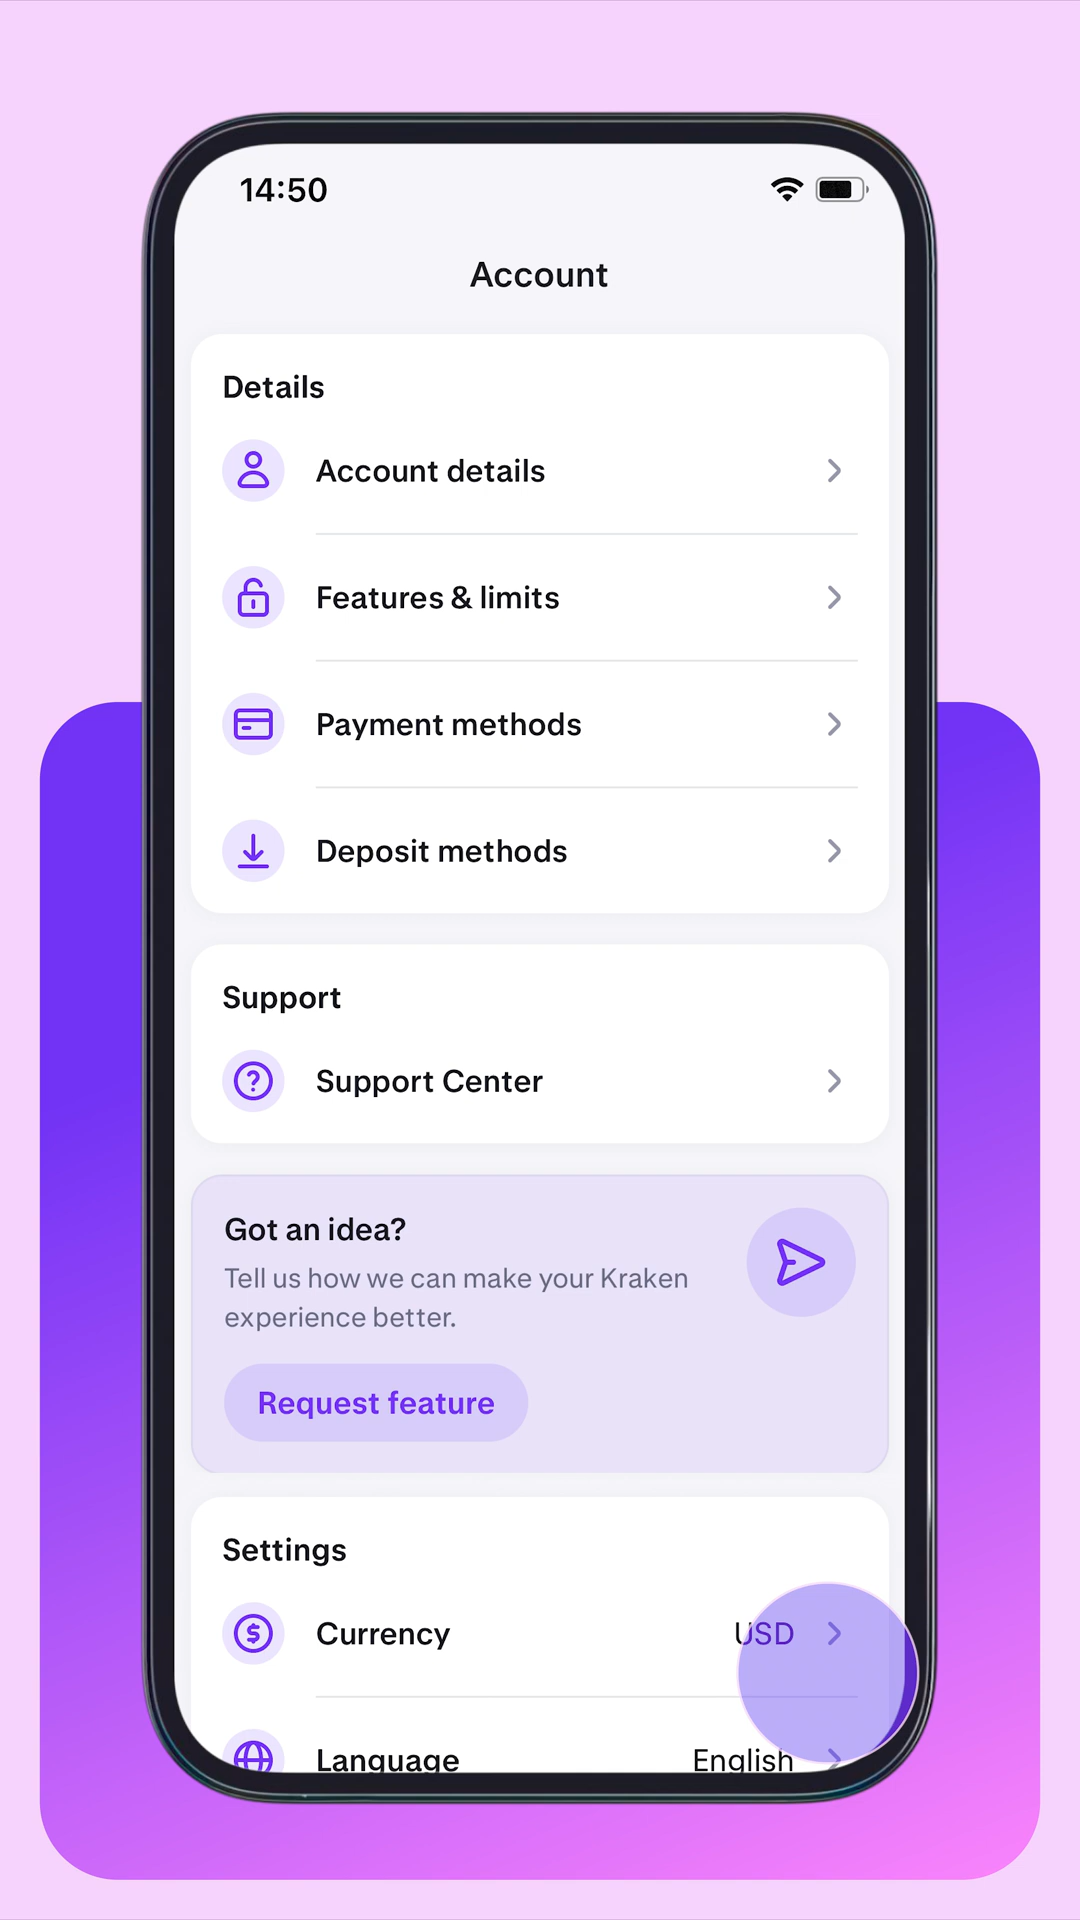 14:50
Account
Details
Account details
Features & limits
Payment methods
Deposit methods
Support
Support Center
Got an idea?
Tell us how we can make your Kraken
experience better.
Request feature
Settings
Currency USD
Language English